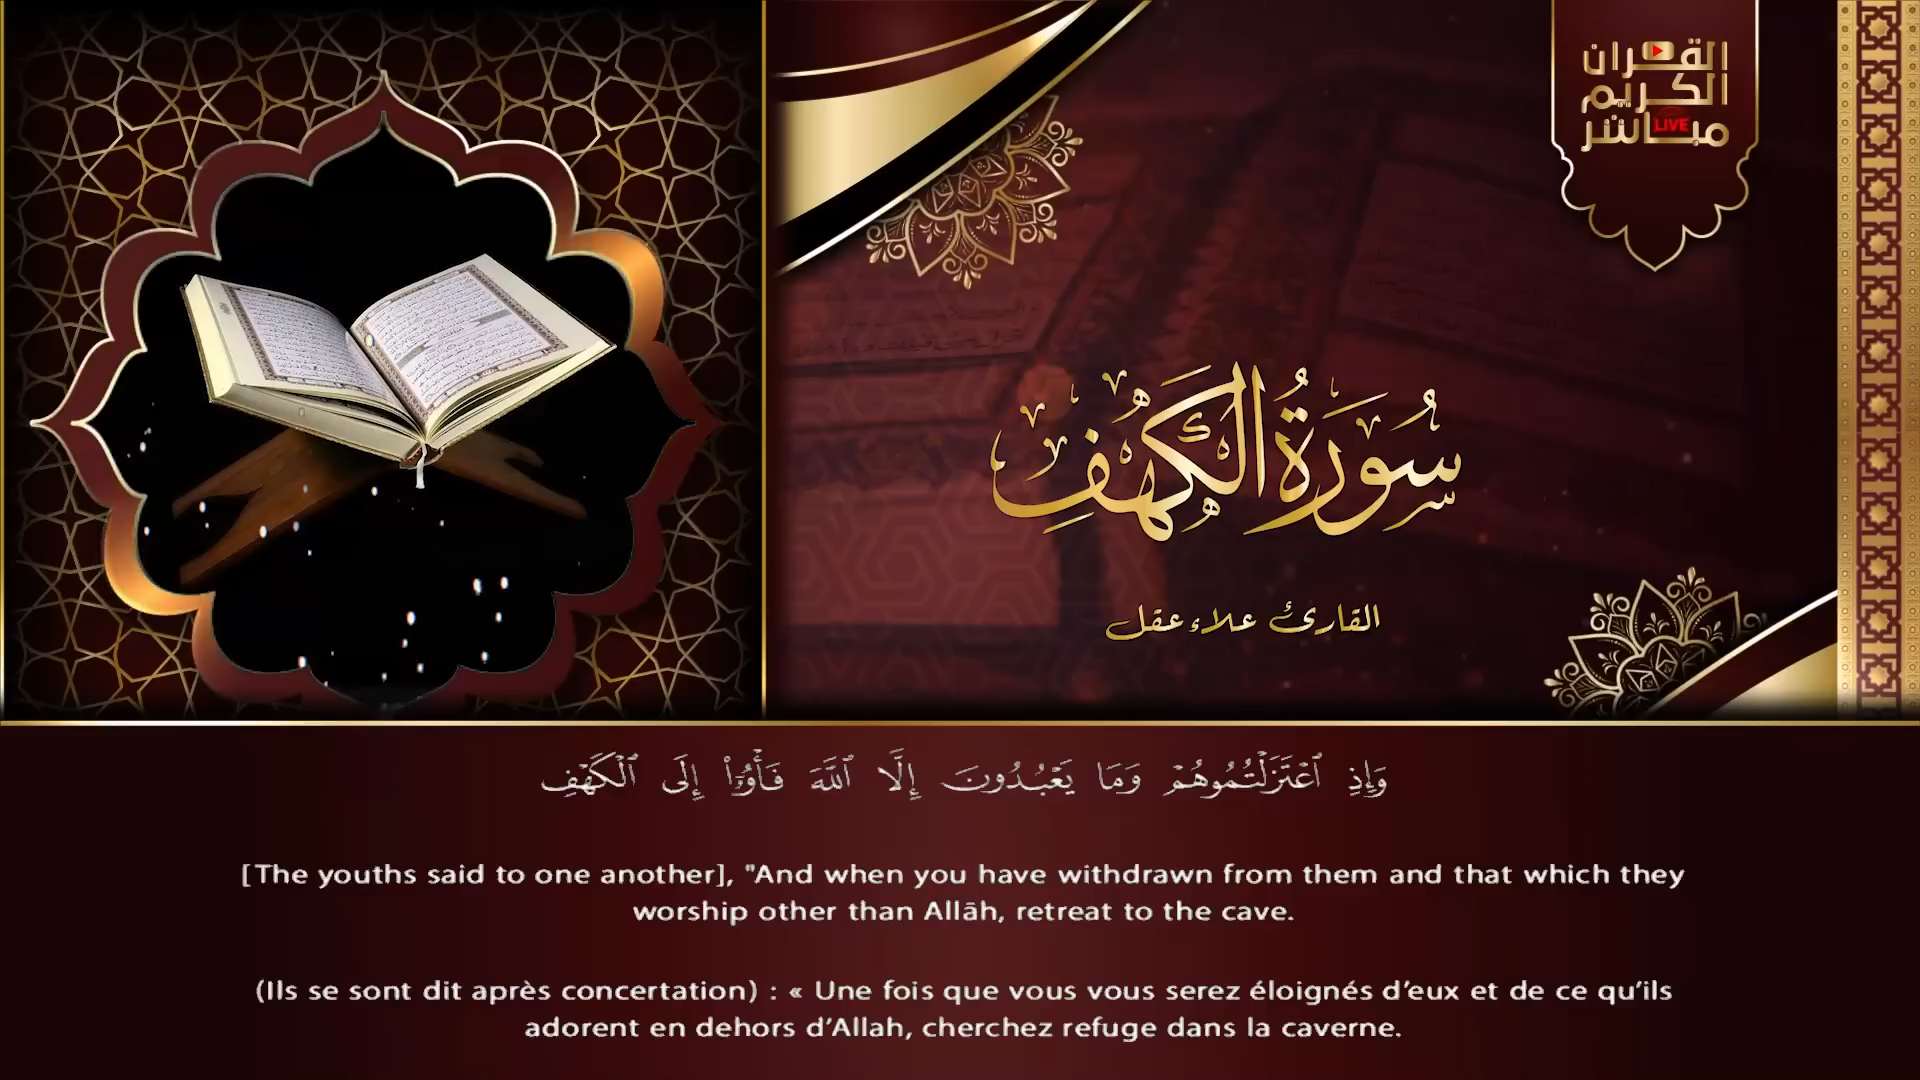 القرآن
الكريم
مباشر
LIVE
سُورَةُ الكَهْفِ
القارئ علاء عقل
وَإِذِ ٱعْتَزَلْتُمُوهُمْ وَمَا يَعْبُدُونَ إِلَّا ٱللَّهَ فَأْوُۥٓا۟ إِلَى ٱلْكَهْفِ
[The youths said to one another], "And when you have withdrawn from them and that which they
worship other than Allāh, retreat to the cave.
(Ils se sont dit après concertation) : « Une fois que vous vous serez éloignés d’eux et de ce qu’ils
adorent en dehors d’Allah, cherchez refuge dans la caverne.